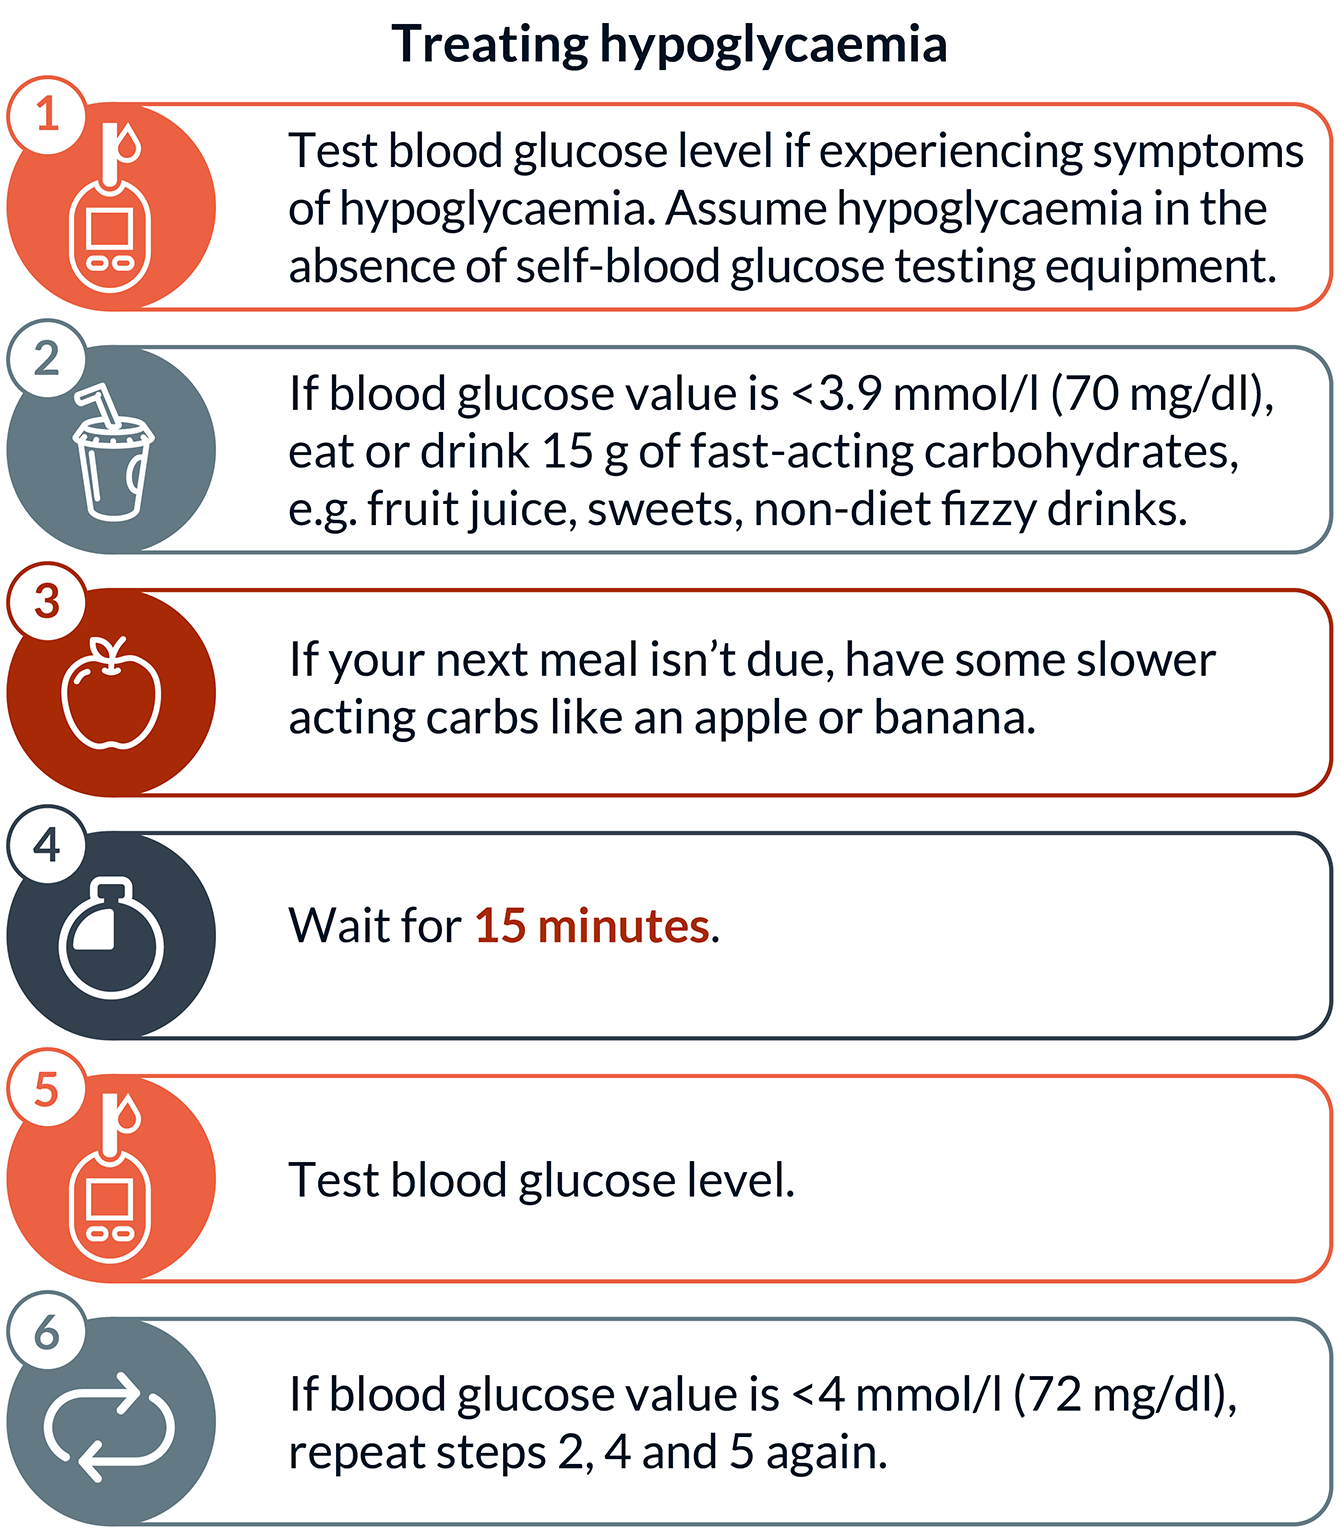 Treating hypoglycaemia
1
Test blood glucose level if experiencing symptoms
of hypoglycaemia. Assume hypoglycaemia in the
absence of self-blood glucose testing equipment.
2
If blood glucose value is <3.9 mmol/l (70 mg/dl),
eat or drink 15 g of fast-acting carbohydrates,
e.g. fruit juice, sweets, non-diet fizzy drinks.
3
If your next meal isn’t due, have some slower
acting carbs like an apple or banana.
4
Wait for 15 minutes.
5
Test blood glucose level.
6
If blood glucose value is <4 mmol/l (72 mg/dl),
repeat steps 2, 4 and 5 again.